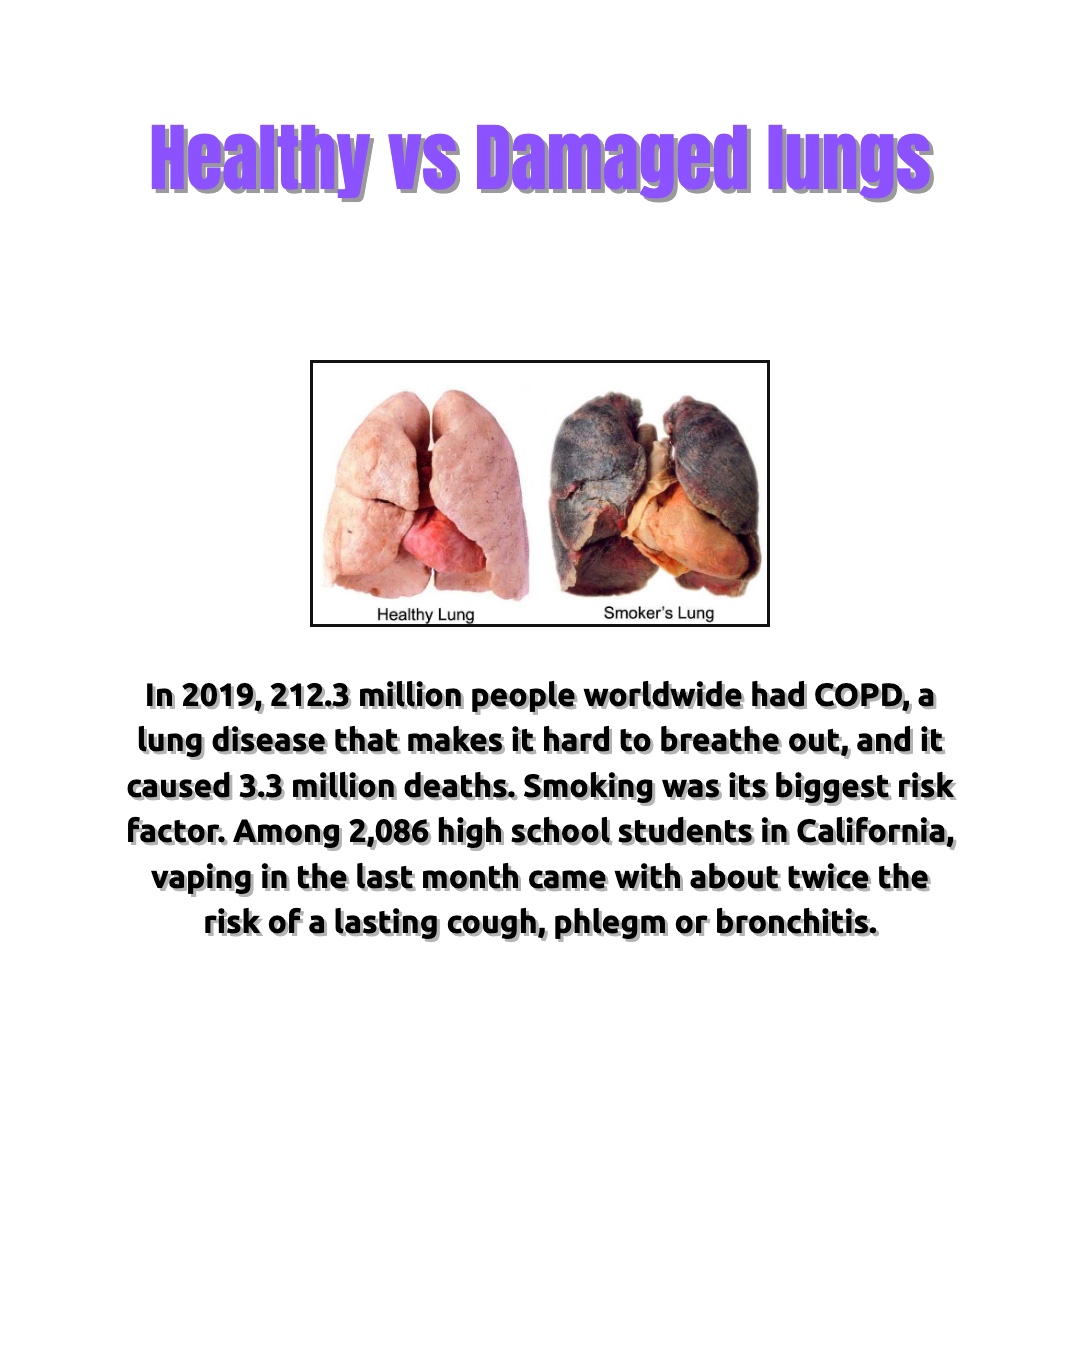 Healthy vs Damaged lungs
Healthy Lung
Smoker's Lung
In 2019, 212.3 million people worldwide had COPD, a
lung disease that makes it hard to breathe out, and it
caused 3.3 million deaths. Smoking was its biggest risk
factor. Among 2,086 high school students in California,
vaping in the last month came with about twice the
risk of a lasting cough, phlegm or bronchitis.